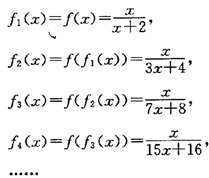 f₁(x)=f(x)=x/(x+2),
f₂(x)=f(f₁(x))=x/(3x+4),
f₃(x)=f(f₂(x))=x/(7x+8),
f₄(x)=f(f₃(x))=x/(15x+16),
……